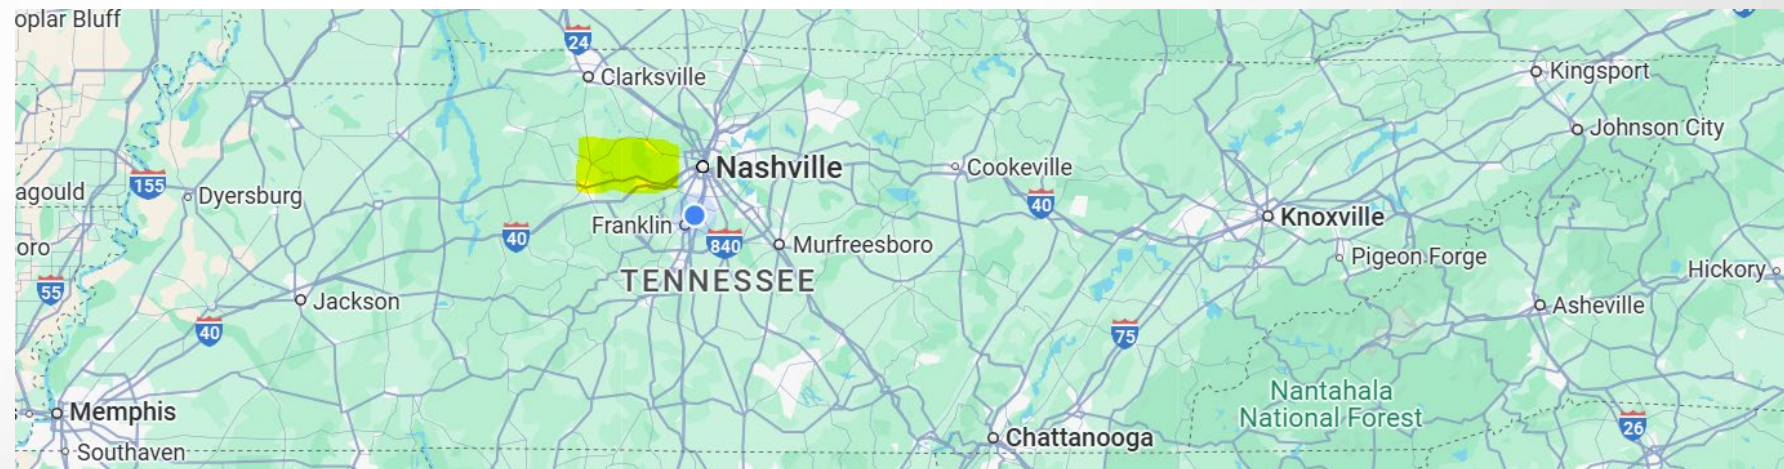 oplar Bluff
24
Clarksville
Kingsport
Johnson City
Nashville
Cookeville
155
agould
Dyersburg
40
Franklin
Knoxville
40
840
Murfreesboro
oro
Pigeon Forge
Hickory
TENNESSEE
55
Jackson
Asheville
40
75
Nantahala
National Forest
Memphis
26
Chattanooga
Southaven